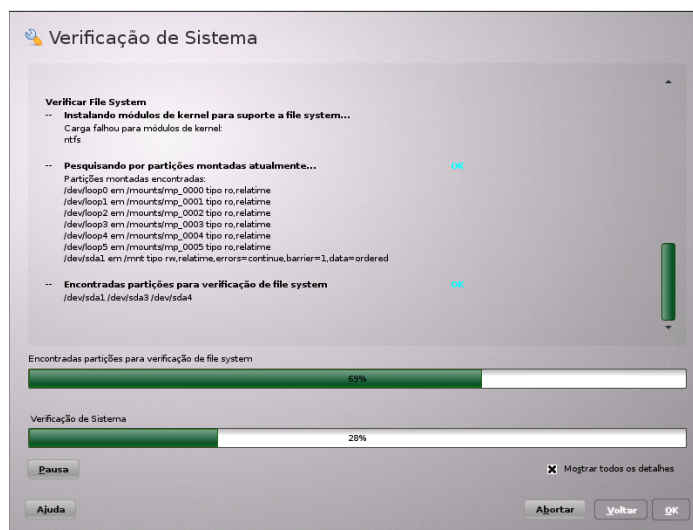 Verificação de Sistema
Verificar File System
-- Instalando módulos de kernel para suporte a file system...
Carga falhou para módulos de kernel:
ntfs
-- Pesquisando por partições montadas atualmente... OK
Partições montadas encontradas:
/dev/loop0 em /mounts/mp_0000 tipo ro,relatime
/dev/loop1 em /mounts/mp_0001 tipo ro,relatime
/dev/loop2 em /mounts/mp_0002 tipo ro,relatime
/dev/loop3 em /mounts/mp_0003 tipo ro,relatime
/dev/loop4 em /mounts/mp_0004 tipo ro,relatime
/dev/loop5 em /mounts/mp_0005 tipo ro,relatime
/dev/sda1 em /mnt tipo rw,relatime,errors=continue,barrier=1,data=ordered
-- Encontradas partições para verificação de file system OK
/dev/sda1 /dev/sda3 /dev/sda4
Encontradas partições para verificação de file system
69%
Verificação de Sistema
28%
Pausa
Mostrar todos os detalhes
Ajuda
Abortar Voltar OK